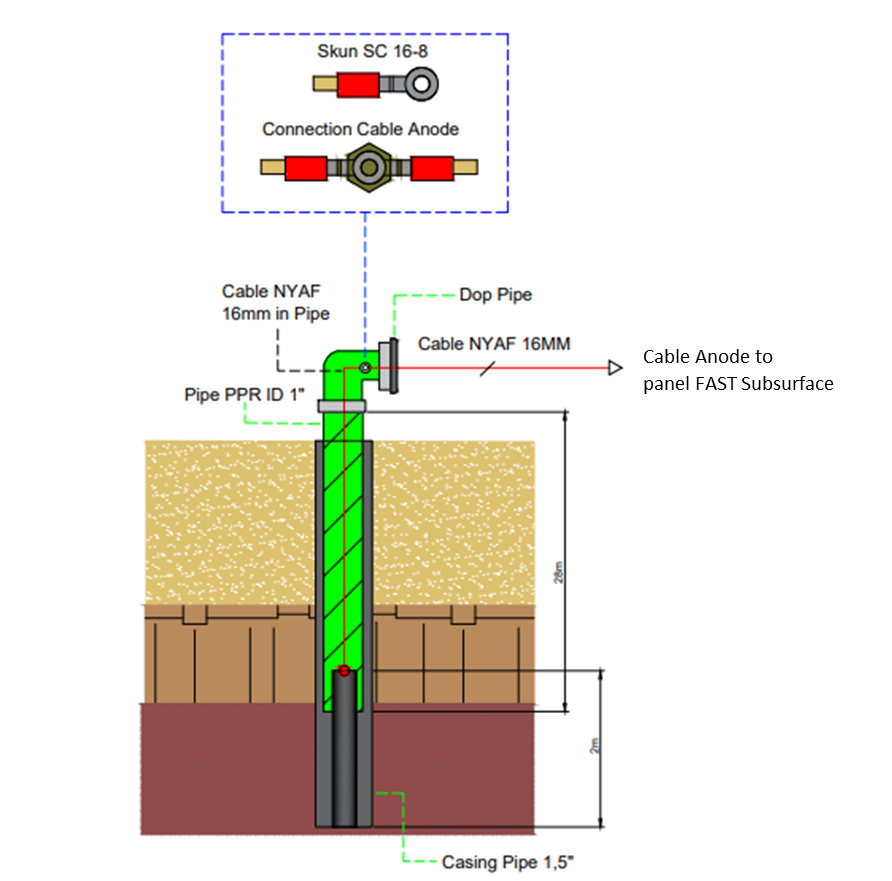 Skun SC 16-8
Connection Cable Anode
Cable NYAF
16mm in Pipe
Dop Pipe
Cable NYAF 16MM
Cable Anode to
panel FAST Subsurface
Pipe PPR ID 1"
28m
2m
Casing Pipe 1,5"